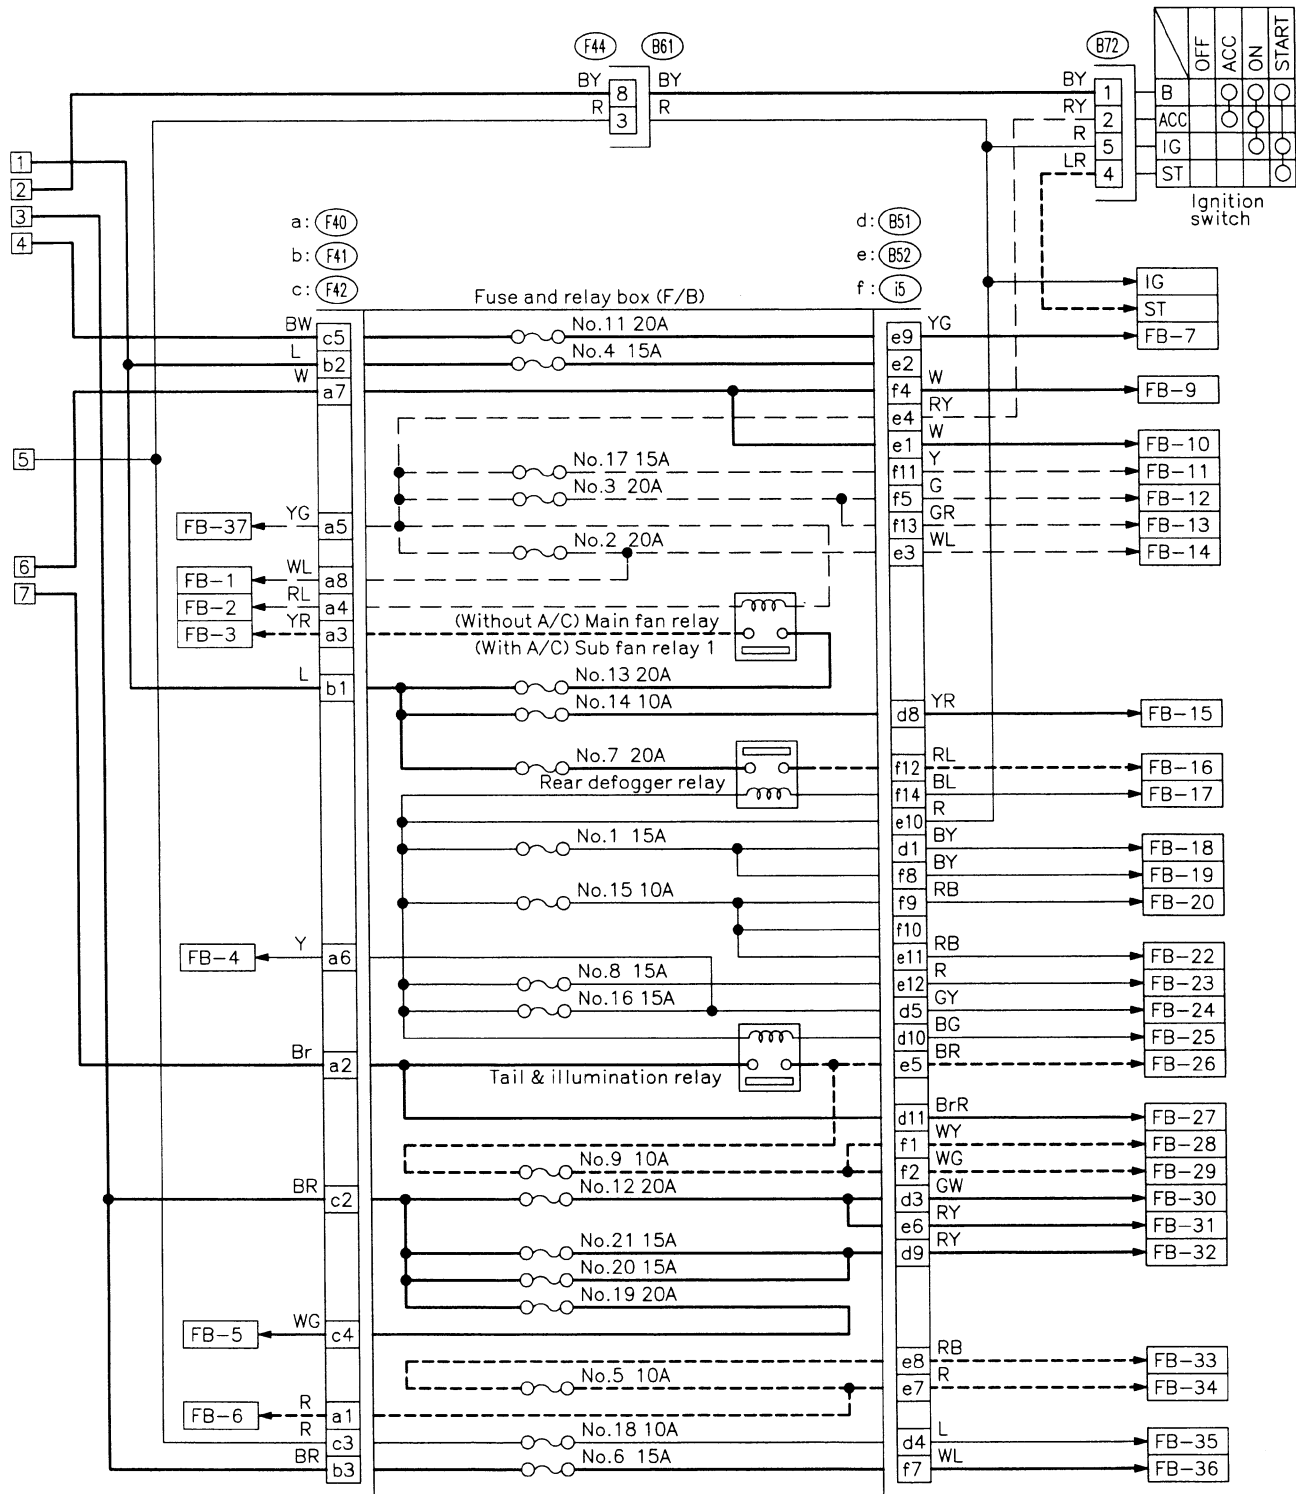 F44 B61 B72
OFF ACC ON START
BY 8 BY BY 1 B
R 3 R RY 2 ACC
R 5 IG
LR 4 ST
Ignition
switch
1
2
3
4
a: F40 d: B51
b: F41 e: B52
c: F42 f: i5
Fuse and relay box (F/B)
IG
ST
BW c5 No.11 20A e9 YG FB-7
L b2 No.4 15A e2
W a7 f4 W FB-9
e4 RY
e1 W FB-10
5 No.17 15A f11 Y FB-11
No.3 20A f5 G FB-12
FB-37 YG a5 f13 GR FB-13
No.2 20A e3 WL FB-14
6
FB-1 WL a8
7
FB-2 RL a4
(Without A/C) Main fan relay
FB-3 YR a3
(With A/C) Sub fan relay 1
L b1 No.13 20A
No.14 10A d8 YR FB-15
No.7 20A f12 RL FB-16
Rear defogger relay
f14 BL FB-17
e10 R
No.1 15A d1 BY FB-18
f8 BY FB-19
No.15 10A f9 RB FB-20
f10
FB-4 Y a6 e11 RB FB-22
No.8 15A e12 R FB-23
No.16 15A d5 GY FB-24
d10 BG FB-25
Br a2 e5 BR FB-26
Tail & illumination relay
d11 BrR FB-27
f1 WY FB-28
No.9 10A f2 WG FB-29
BR c2 No.12 20A d3 GW FB-30
e6 RY FB-31
No.21 15A d9 RY FB-32
No.20 15A
No.19 20A
FB-5 WG c4
e8 RB FB-33
No.5 10A e7 R FB-34
FB-6 R a1
R c3 No.18 10A d4 L FB-35
BR b3 No.6 15A f7 WL FB-36